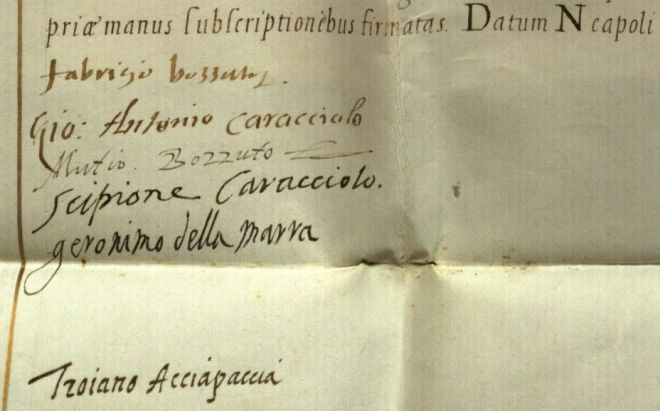 priæ manus subscriptionebus firmatas. Datum Neapoli
fabrizio bozzuto
Gio: Antonio Caracciolo
Mutio Bozzuto
Scipione Caracciolo.
geronimo della marra
Troiano Acciapaccia